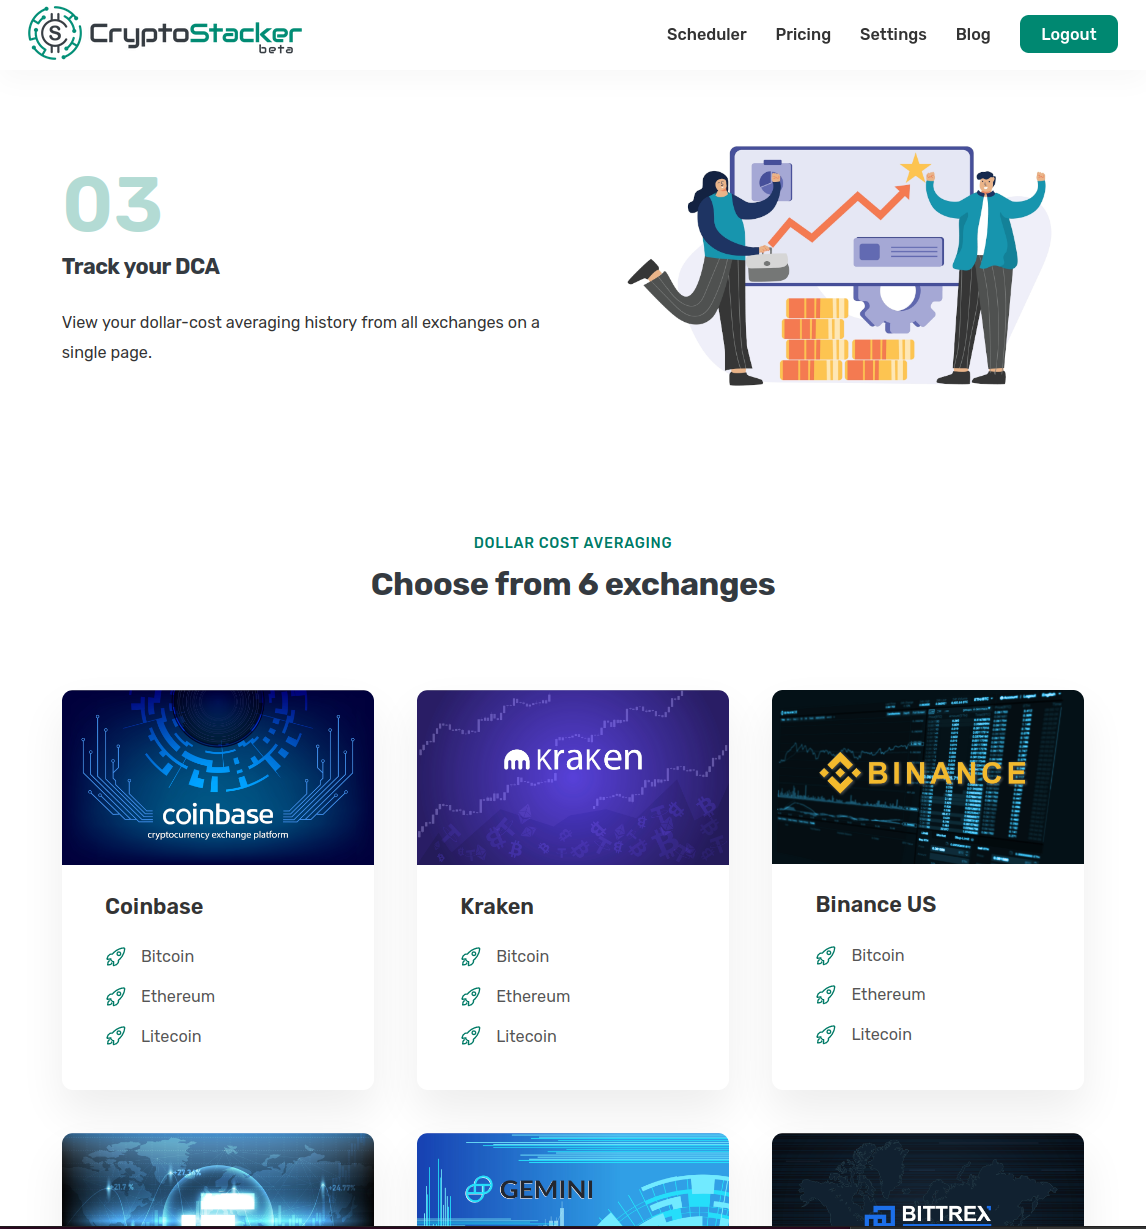 CryptoStacker
beta
Scheduler
Pricing
Settings
Blog
Logout
03
Track your DCA
View your dollar-cost averaging history from all exchanges on a
single page.
DOLLAR COST AVERAGING
Choose from 6 exchanges
coinbase
cryptocurrency exchange platform
kraken
BINANCE
Coinbase
Bitcoin
Ethereum
Litecoin
Kraken
Bitcoin
Ethereum
Litecoin
Binance US
Bitcoin
Ethereum
Litecoin
GEMINI
BITTREX